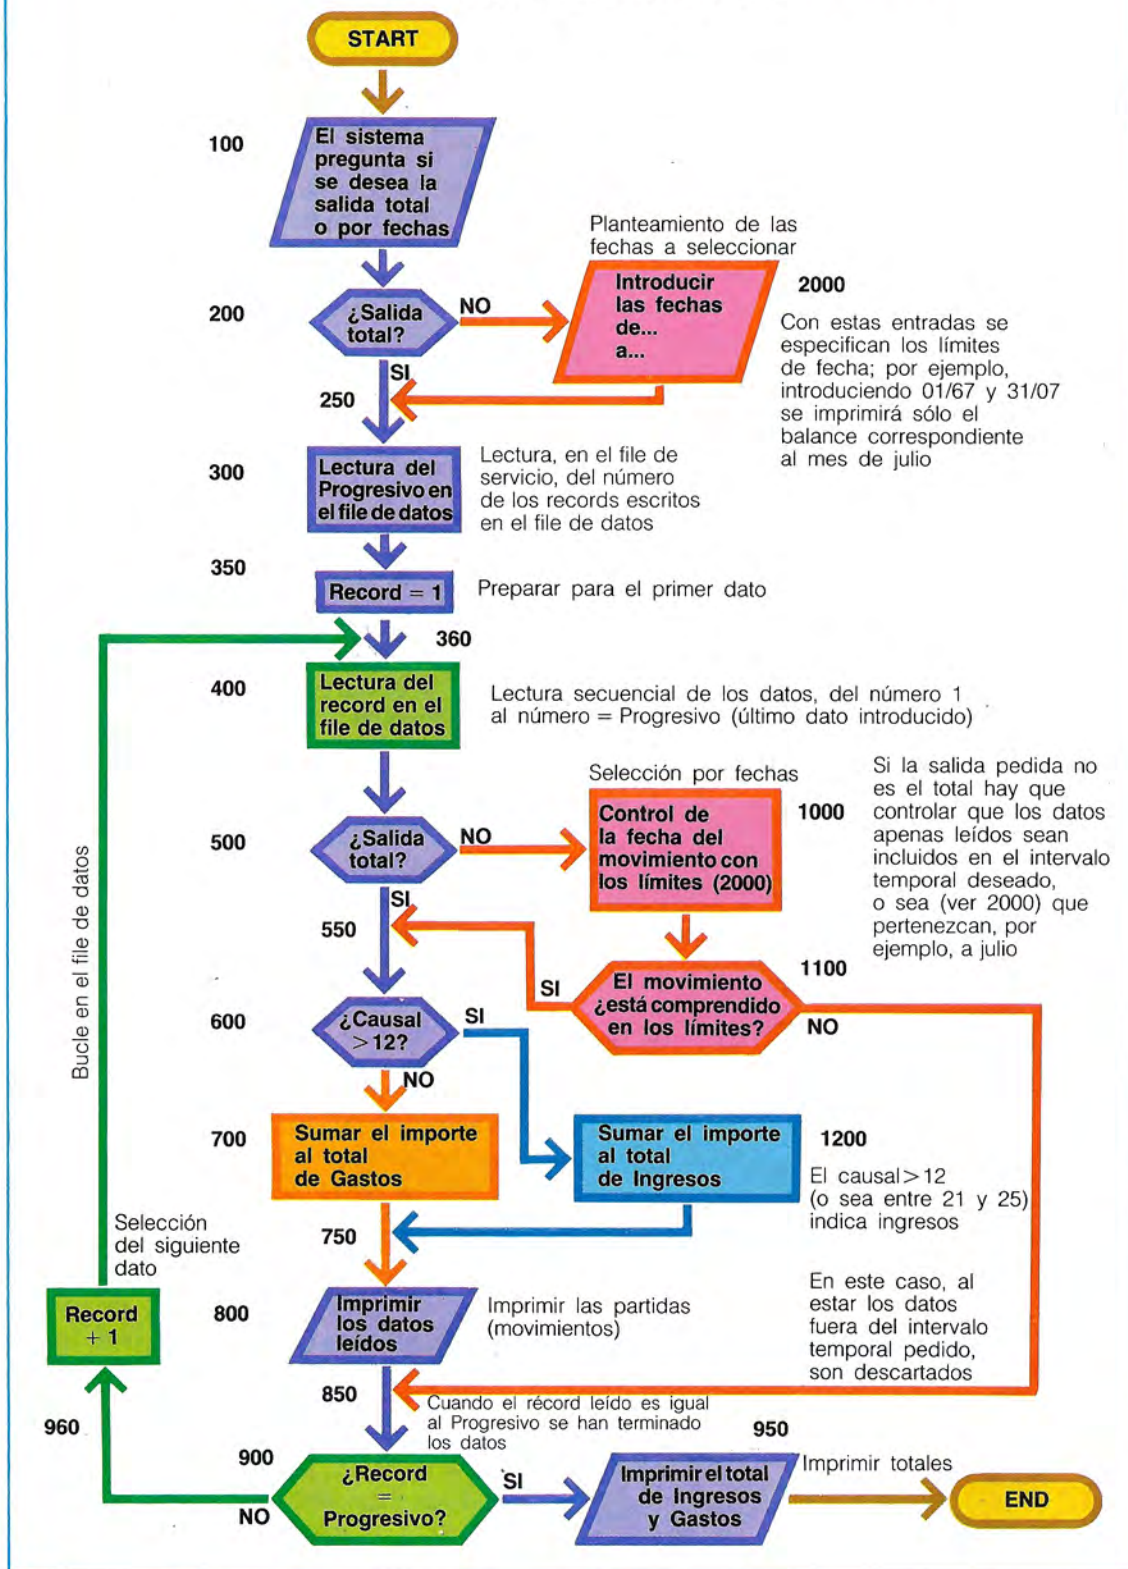 START
100
El sistema
pregunta si
se desea la
salida total
o por fechas
Planteamiento de las
fechas a seleccionar
200
¿Salida
total?
NO
SI
Introducir
las fechas
de...
a...
2000
Con estas entradas se
especifican los límites
de fecha; por ejemplo,
introduciendo 01/67 y 31/07
se imprimirá sólo el
balance correspondiente
al mes de julio
250
300
Lectura del
Progresivo en
el file de datos
Lectura, en el file de
servicio, del número
de los records escritos
en el file de datos
350
Record = 1
Preparar para el primer dato
360
400
Lectura del
record en el
file de datos
Lectura secuencial de los datos, del número 1
al número = Progresivo (último dato introducido)
500
¿Salida
total?
NO
SI
Selección por fechas
Control de
la fecha del
movimiento con
los límites (2000)
1000
Si la salida pedida no
es el total hay que
controlar que los datos
apenas leídos sean
incluidos en el intervalo
temporal deseado,
o sea (ver 2000) que
pertenezcan, por
ejemplo, a julio
550
1100
El movimiento
¿está comprendido
en los límites?
SI
NO
600
¿Causal
>12?
SI
NO
700
Sumar el importe
al total
de Gastos
Sumar el importe
al total
de Ingresos
1200
El causal>12
(o sea entre 21 y 25)
indica ingresos
750
Bucle en el file de datos
Selección
del siguiente
dato
Record
+ 1
800
Imprimir
los datos
leídos
Imprimir las partidas
(movimientos)
En este caso, al
estar los datos
fuera del intervalo
temporal pedido,
son descartados
850
Cuando el récord leído es igual
al Progresivo se han terminado
los datos
960
900
¿Record
=
Progresivo?
NO
SI
950
Imprimir el total
de Ingresos
y Gastos
Imprimir totales
END